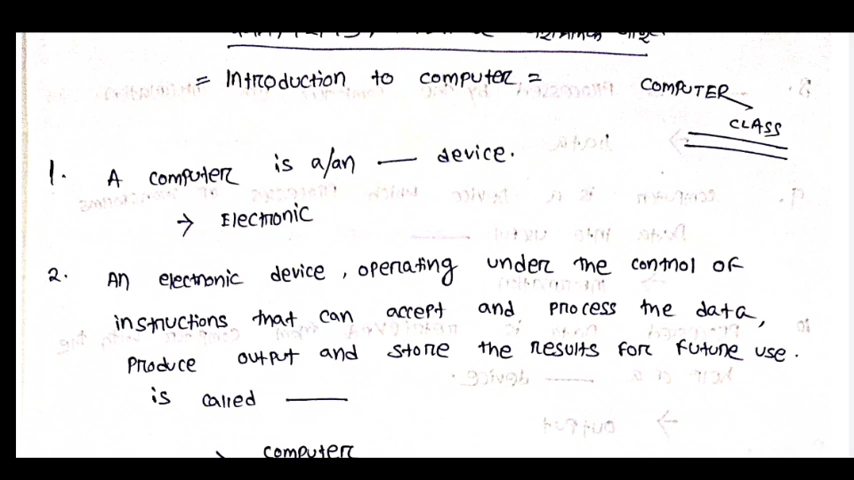 = Introduction to computer =
COMPUTER
CLASS
1. A computer is a/an —— device.
→ Electronic
2. An electronic device, operating under the control of
instructions that can accept and process the data,
produce output and store the results for future use.
is called ——
computer